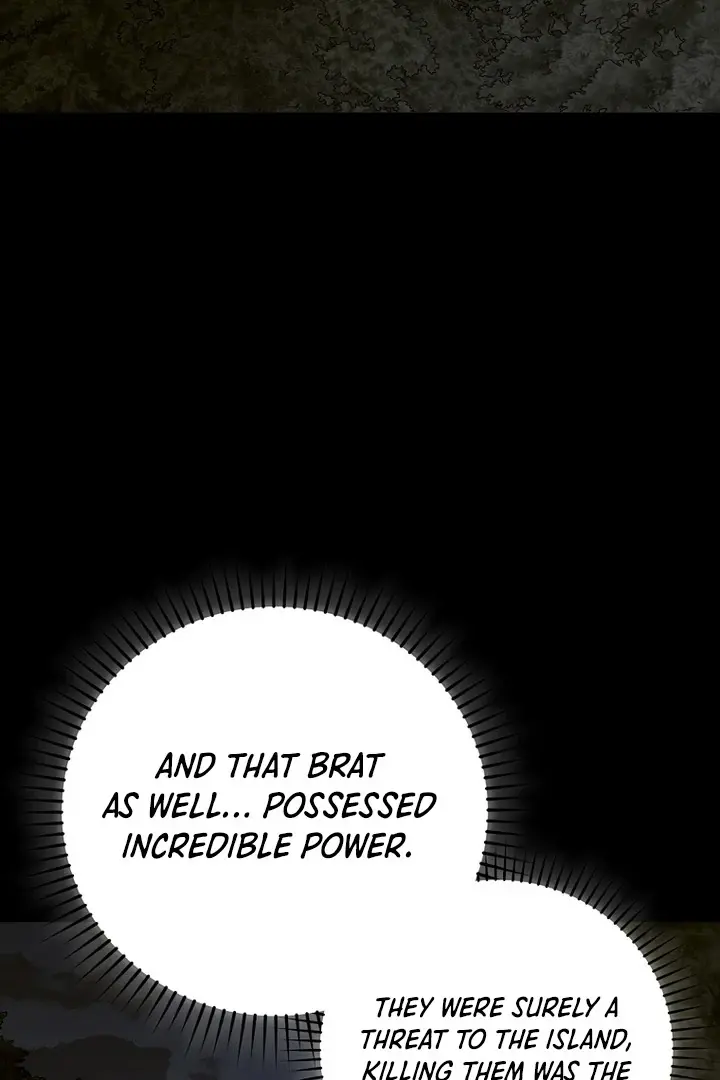 AND THAT BRAT
AS WELL... POSSESSED
INCREDIBLE POWER.
THEY WERE SURELY A
THREAT TO THE ISLAND,
KILLING THEM WAS THE